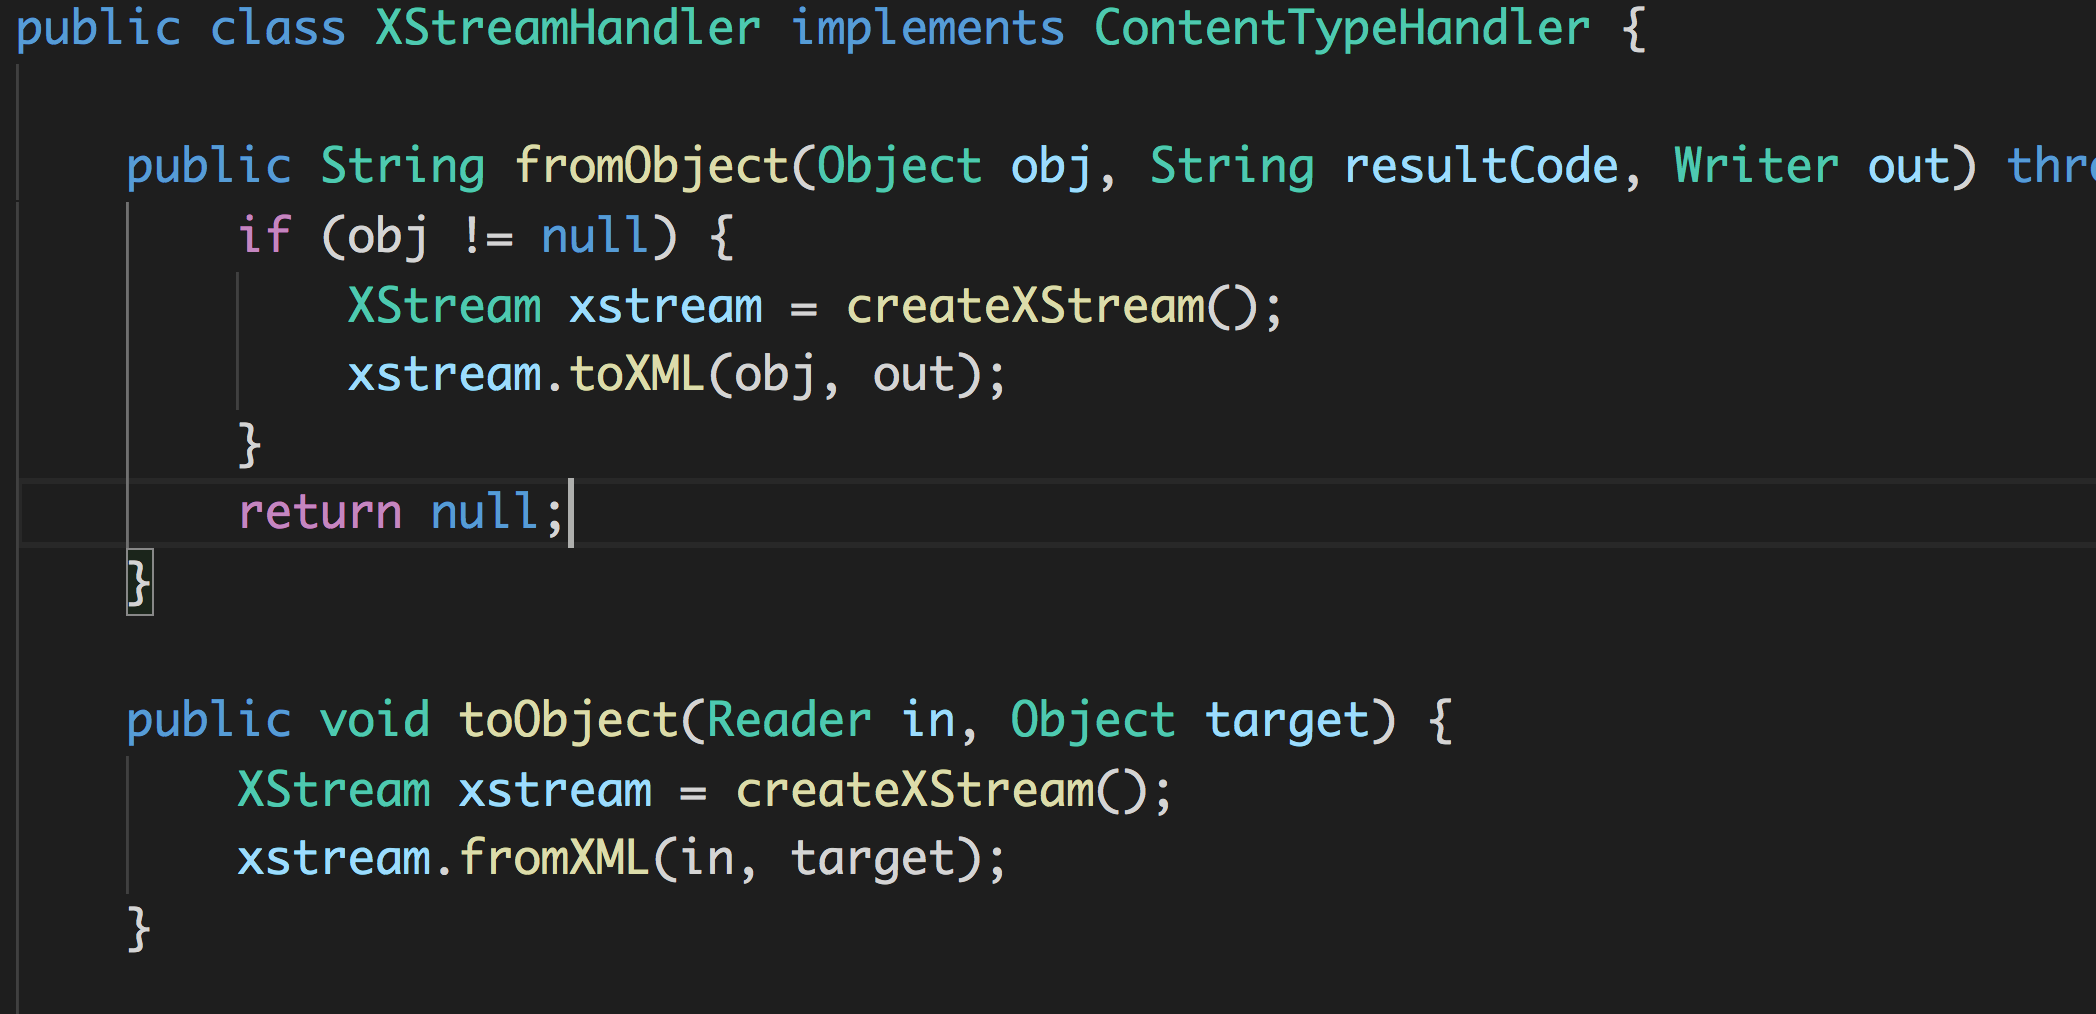 public class XStreamHandler implements ContentTypeHandler {
public String fromObject(Object obj, String resultCode, Writer out) thro
if (obj != null) {
XStream xstream = createXStream();
xstream.toXML(obj, out);
}
return null;
}
public void toObject(Reader in, Object target) {
XStream xstream = createXStream();
xstream.fromXML(in, target);
}